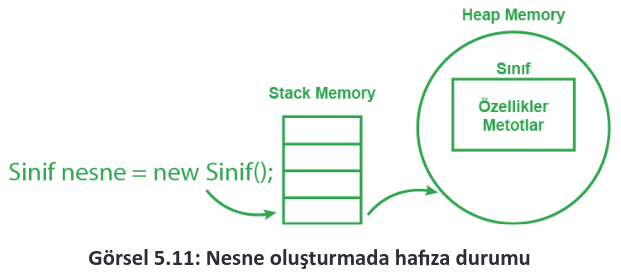 Heap Memory
Sınıf
Özellikler
Metotlar
Stack Memory
Sinif nesne = new Sinif();
Görsel 5.11: Nesne oluşturmada hafıza durumu